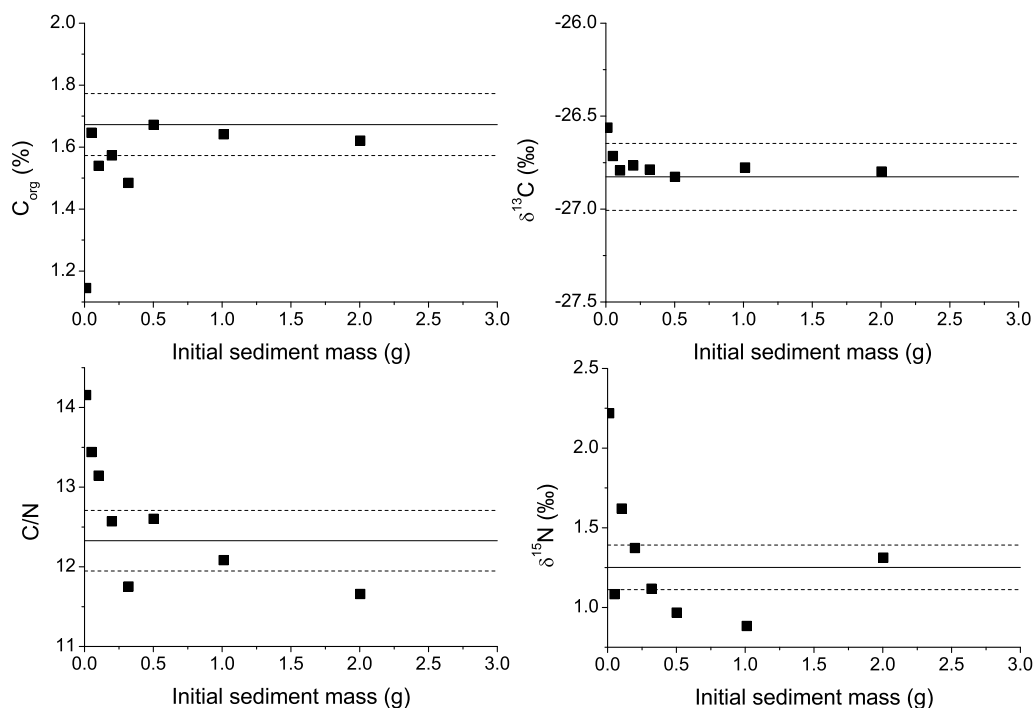 2.0
1.8
1.6
1.4
1.2
C_org (%)
0.0 0.5 1.0 1.5 2.0 2.5 3.0
Initial sediment mass (g)
-26.0
-26.5
-27.0
-27.5
δ¹³C (‰)
0.0 0.5 1.0 1.5 2.0 2.5 3.0
Initial sediment mass (g)
14
13
12
11
C/N
0.0 0.5 1.0 1.5 2.0 2.5 3.0
Initial sediment mass (g)
2.5
2.0
1.5
1.0
δ¹⁵N (‰)
0.0 0.5 1.0 1.5 2.0 2.5 3.0
Initial sediment mass (g)